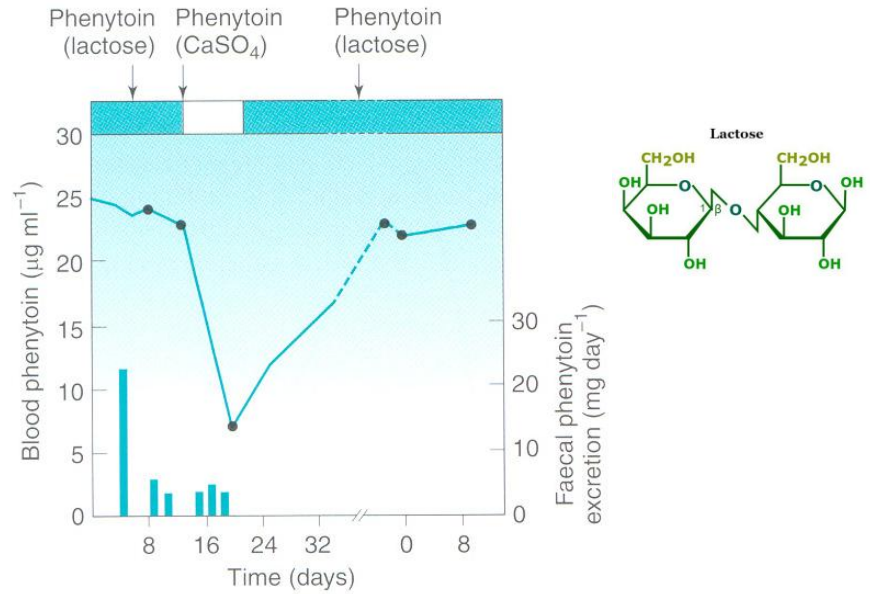 Phenytoin
(lactose)
Phenytoin
(CaSO₄)
Phenytoin
(lactose)
30
25
20
15
10
5
0
Blood phenytoin (µg ml⁻¹)
30
20
10
0
Faecal phenytoin
excretion (mg day⁻¹)
8 16 24 32 0 8
Time (days)
Lactose
CH₂OH CH₂OH
OH O O OH
OH 1 β O OH
OH OH